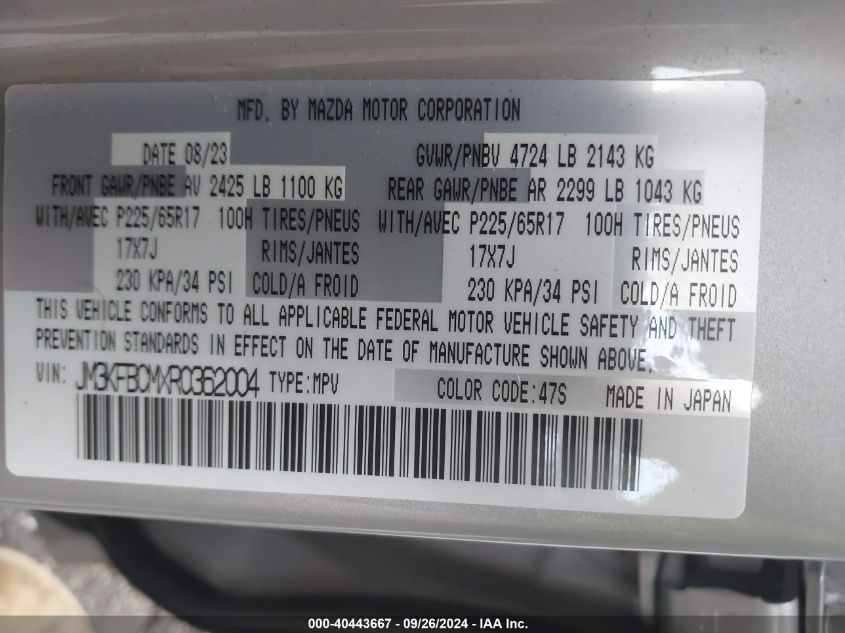 MFD. BY MAZDA MOTOR CORPORATION
DATE 08/23 GVWR/PNBV 4724 LB 2143 KG
FRONT GAWR/PNBE AV 2425 LB 1100 KG REAR GAWR/PNBE AR 2299 LB 1043 KG
WITH/AVEC P225/65R17 100H TIRES/PNEUS WITH/AVEC P225/65R17 100H TIRES/PNEUS
17X7J RIMS/JANTES 17X7J RIMS/JANTES
230 KPA/34 PSI COLD/A FROID 230 KPA/34 PSI COLD/A FROID
THIS VEHICLE CONFORMS TO ALL APPLICABLE FEDERAL MOTOR VEHICLE SAFETY AND THEFT
PREVENTION STANDARDS IN EFFECT ON THE DATE OF MANUFACTURE SHOWN ABOVE.
VIN: JM3KFBCMXR0362004 TYPE:MPV COLOR CODE:47S MADE IN JAPAN
000-40443667 - 09/26/2024 - IAA Inc.